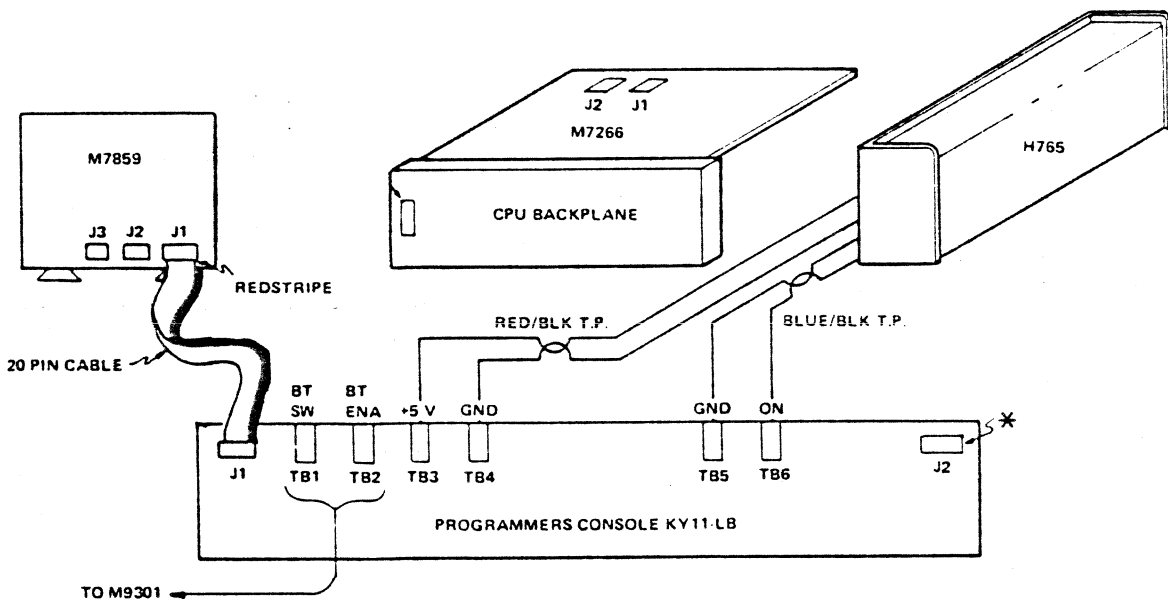 J2
J1
M7266
M7859
H765
CPU BACKPLANE
J3
J2
J1
REDSTRIPE
RED/BLK T.P.
BLUE/BLK T.P.
20 PIN CABLE
BT
SW
BT
ENA
+5 V
GND
GND
ON
*
J1
TB1
TB2
TB3
TB4
TB5
TB6
J2
PROGRAMMERS CONSOLE KY11-LB
TO M9301